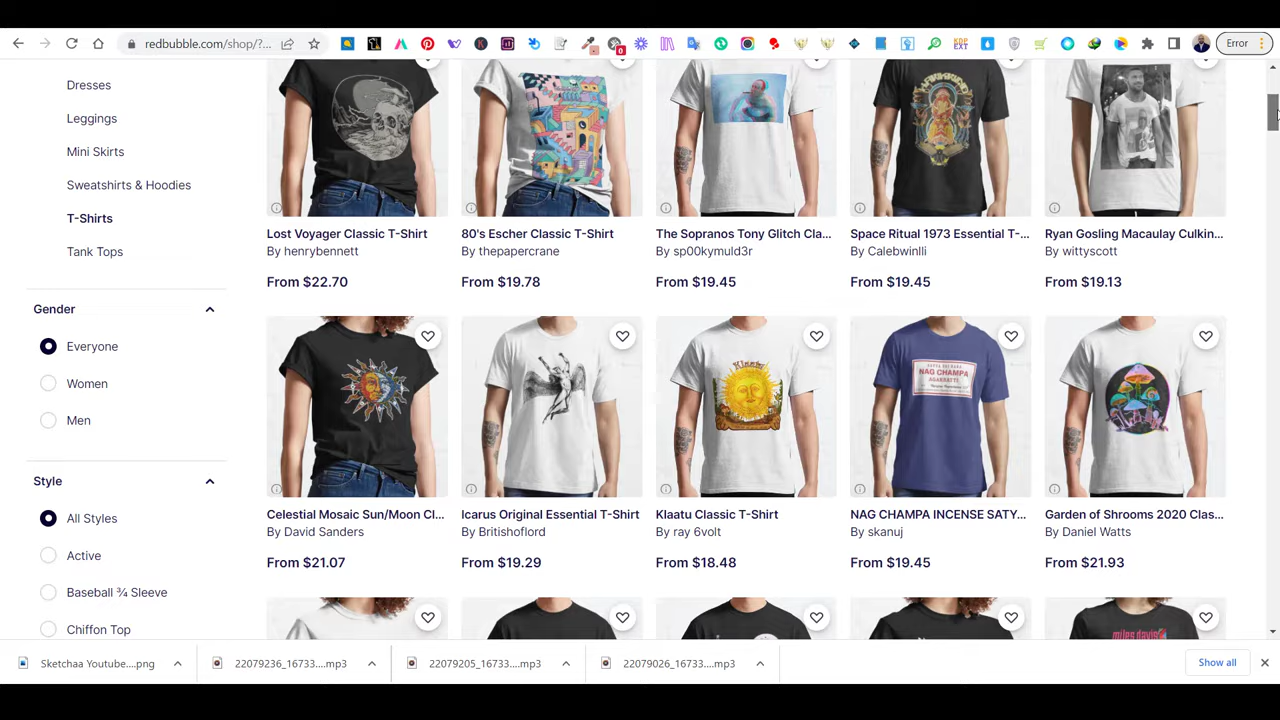 redbubble.com/shop/?...
Error
Dresses
Leggings
Mini Skirts
Sweatshirts & Hoodies
T-Shirts
Tank Tops
Gender
Everyone
Women
Men
Style
All Styles
Active
Baseball ¾ Sleeve
Chiffon Top
Lost Voyager Classic T-Shirt
By henrybennett
From $22.70
80's Escher Classic T-Shirt
By thepapercrane
From $19.78
The Sopranos Tony Glitch Cla...
By sp00kymuld3r
From $19.45
Space Ritual 1973 Essential T-...
By Calebwinlli
From $19.45
Ryan Gosling Macaulay Culkin...
By wittyscott
From $19.13
Celestial Mosaic Sun/Moon Cl...
By David Sanders
From $21.07
Icarus Original Essential T-Shirt
By Britishoflord
From $19.29
Klaatu
Klaatu Classic T-Shirt
By ray 6volt
From $18.48
NAG CHAMPA
AGARBATTI
NAG CHAMPA INCENSE SATY...
By skanuj
From $19.45
Garden of Shrooms 2020 Clas...
By Daniel Watts
From $21.93
miles davis
Sketchaa Youtube....png
22079236_16733....mp3
22079205_16733....mp3
22079026_16733....mp3
Show all